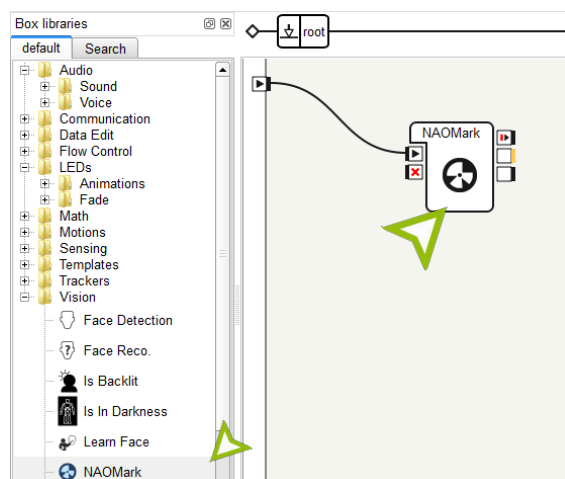 Box libraries
root
default
Search
Audio
Sound
Voice
Communication
Data Edit
Flow Control
LEDs
Animations
Fade
Math
Motions
Sensing
Templates
Trackers
Vision
Face Detection
Face Reco.
Is Backlit
Is In Darkness
Learn Face
NAOMark
NAOMark